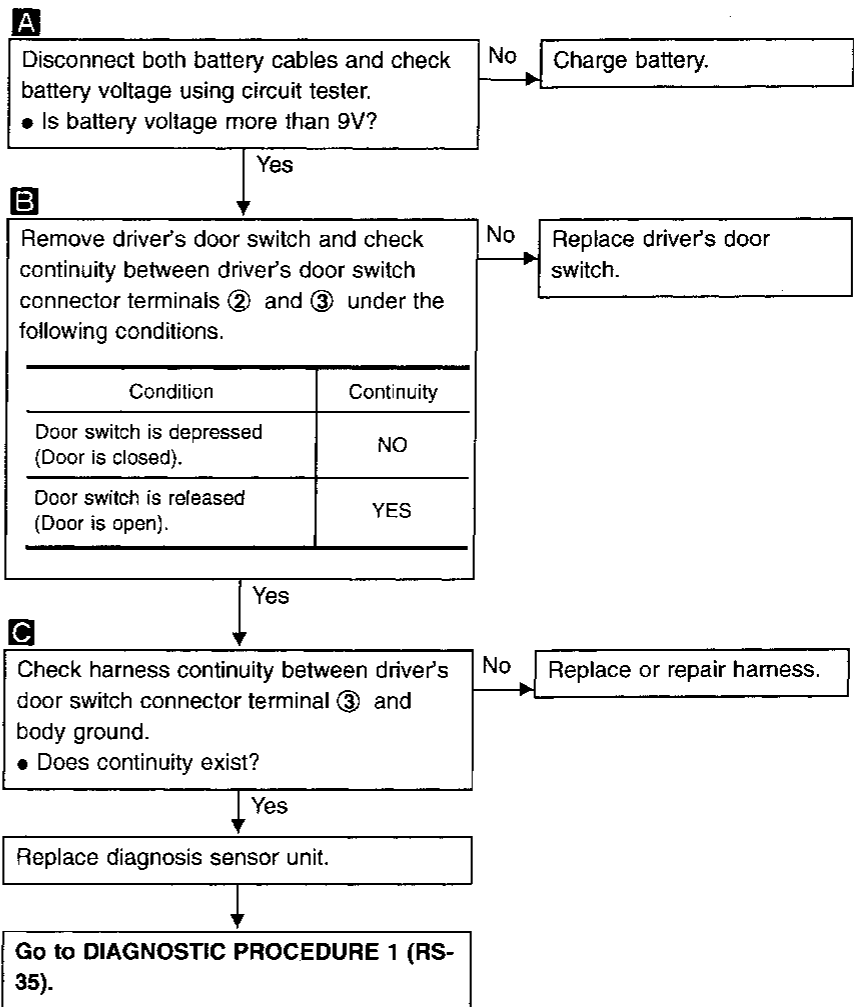 A
Disconnect both battery cables and check
battery voltage using circuit tester.
● Is battery voltage more than 9V?
No
Charge battery.
Yes
B
Remove driver's door switch and check
continuity between driver's door switch
connector terminals ② and ③ under the
following conditions.
Condition Continuity
Door switch is depressed
(Door is closed).
NO
Door switch is released
(Door is open).
YES
No
Replace driver's door
switch.
Yes
C
Check harness continuity between driver's
door switch connector terminal ③ and
body ground.
● Does continuity exist?
No
Replace or repair harness.
Yes
Replace diagnosis sensor unit.
Go to DIAGNOSTIC PROCEDURE 1 (RS-
35).